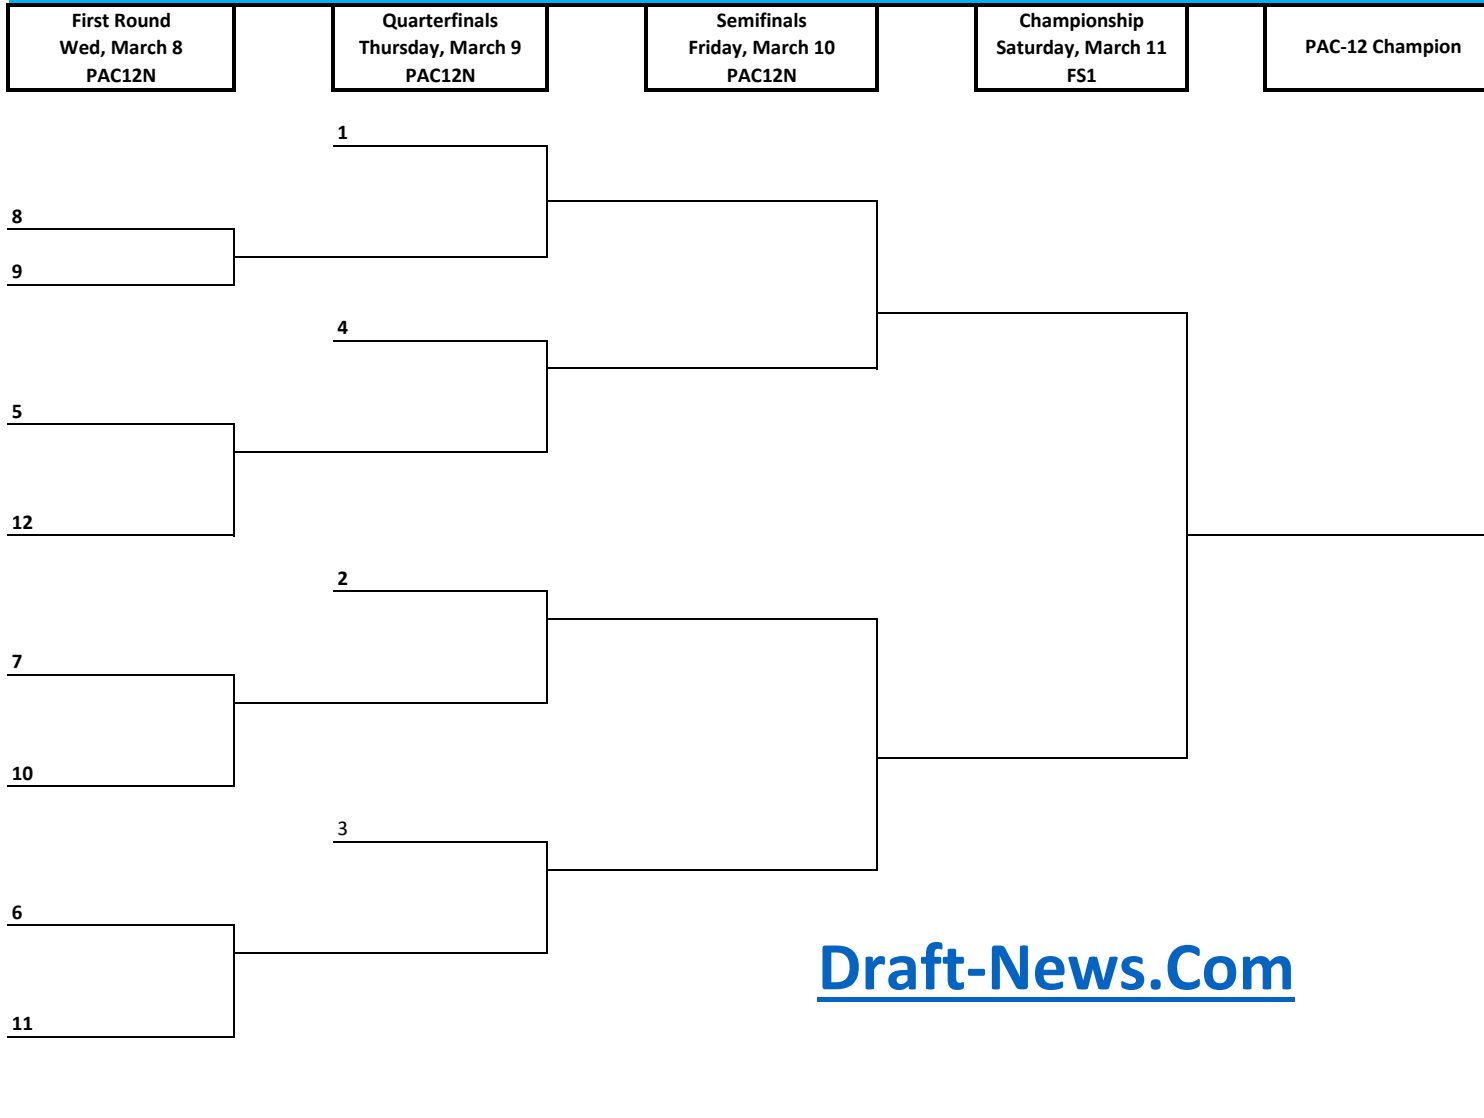 First Round
Wed, March 8
PAC12N
Quarterfinals
Thursday, March 9
PAC12N
Semifinals
Friday, March 10
PAC12N
Championship
Saturday, March 11
FS1
PAC-12 Champion
1
8
9
4
5
12
2
7
10
3
6
11
Draft-News.Com